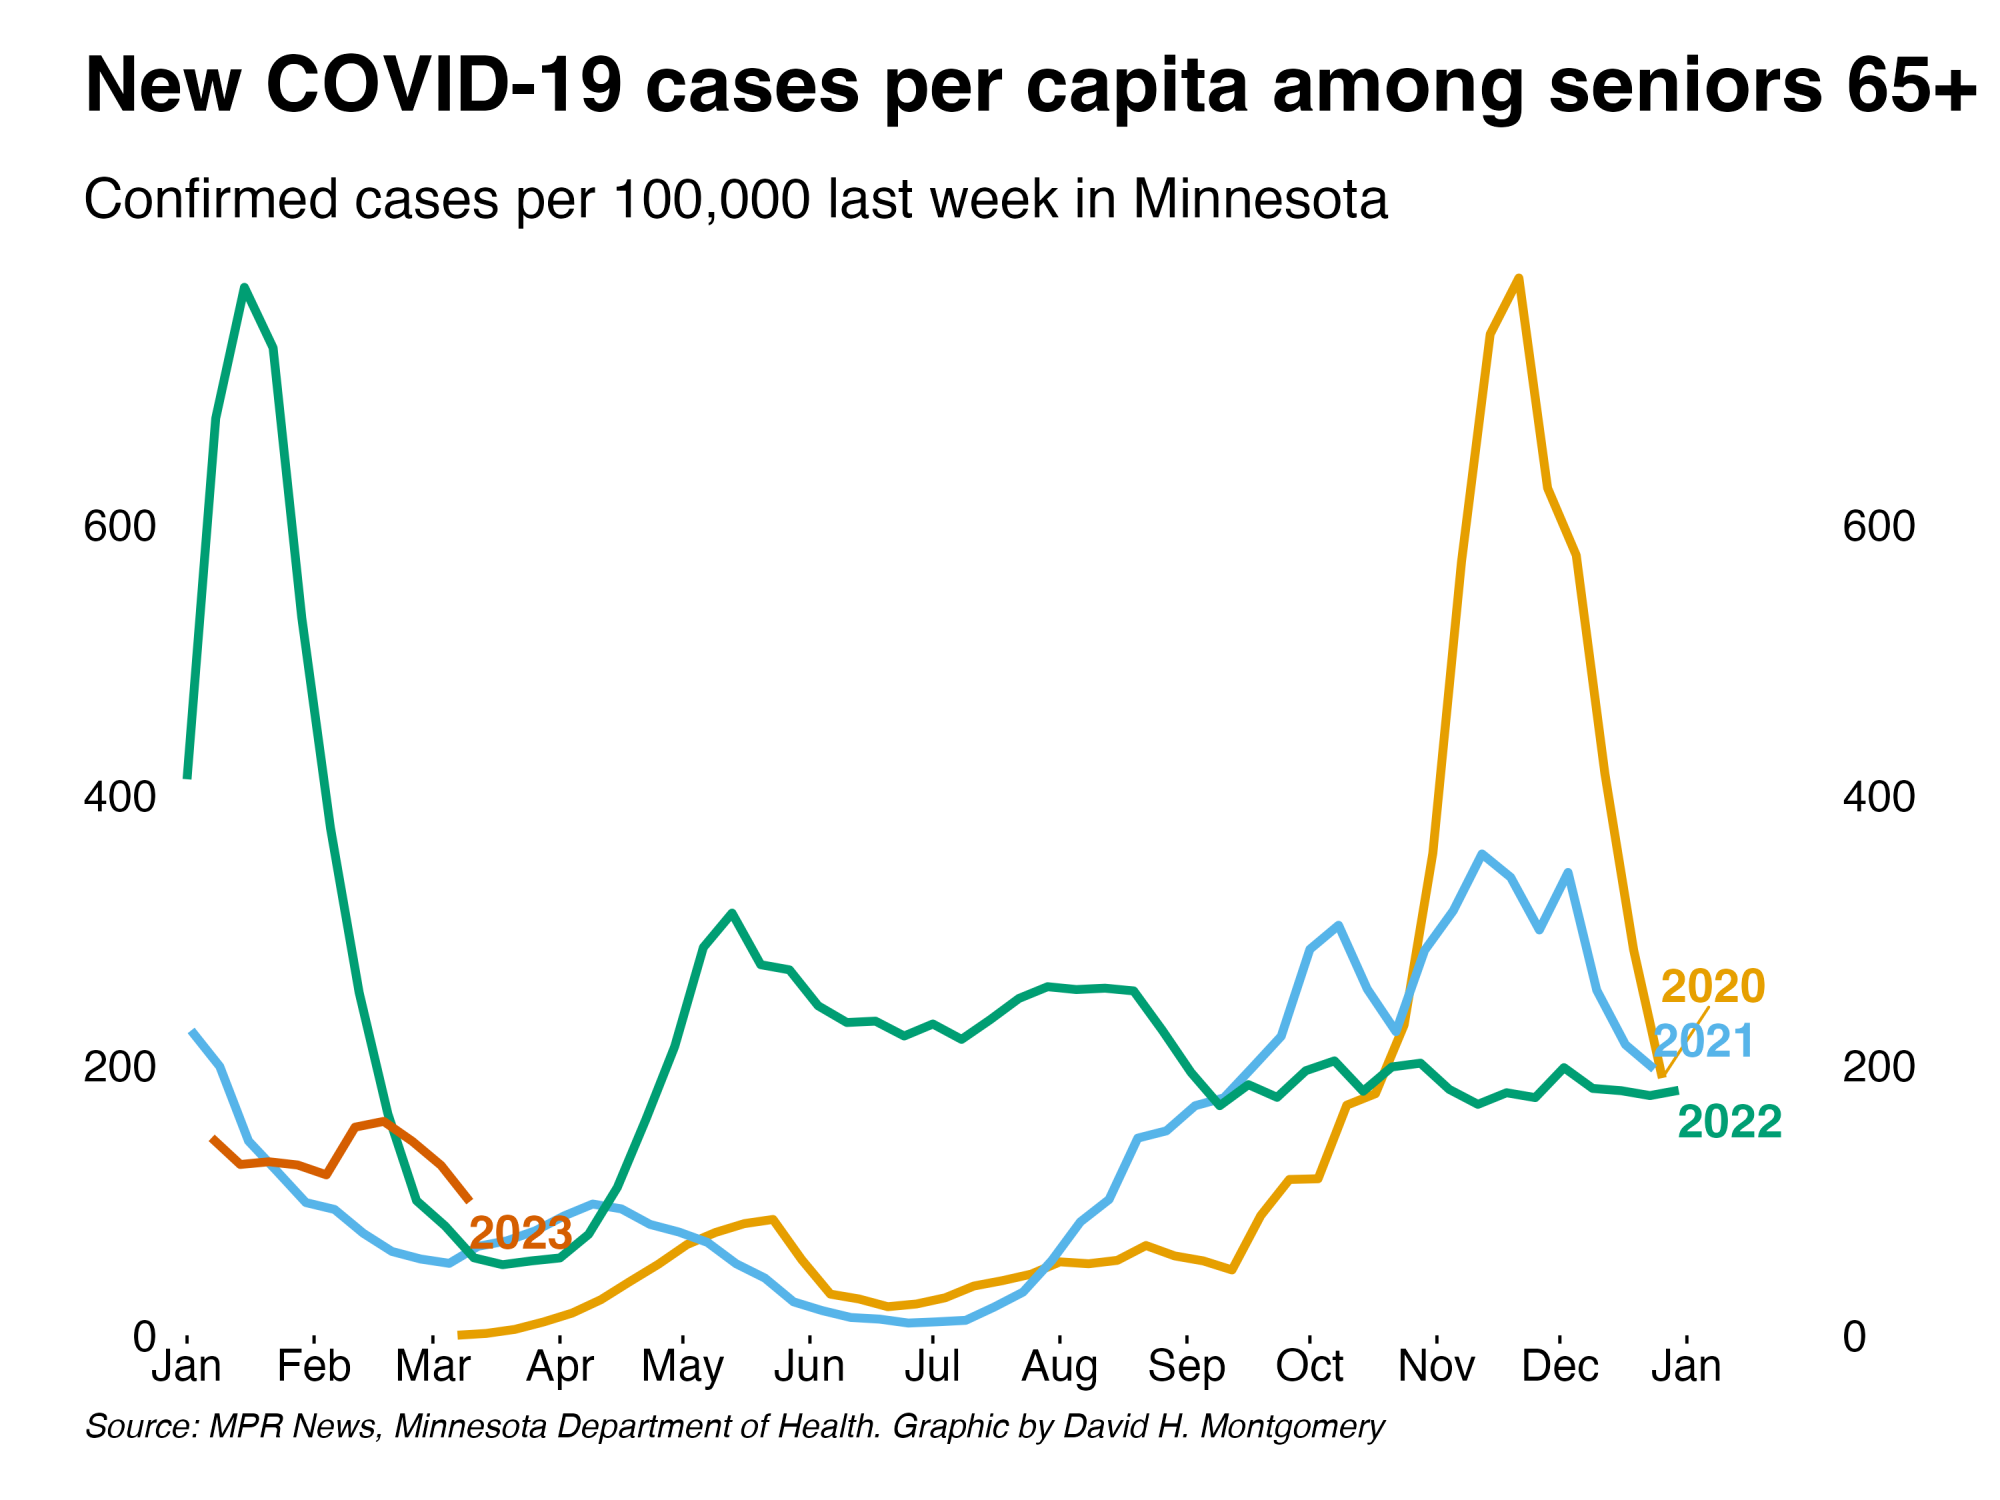 New COVID-19 cases per capita among seniors 65+
Confirmed cases per 100,000 last week in Minnesota
600 600
400 400
2020
2021
200 200
2022
2023
0 0
Jan Feb Mar Apr May Jun Jul Aug Sep Oct Nov Dec Jan
Source: MPR News, Minnesota Department of Health. Graphic by David H. Montgomery